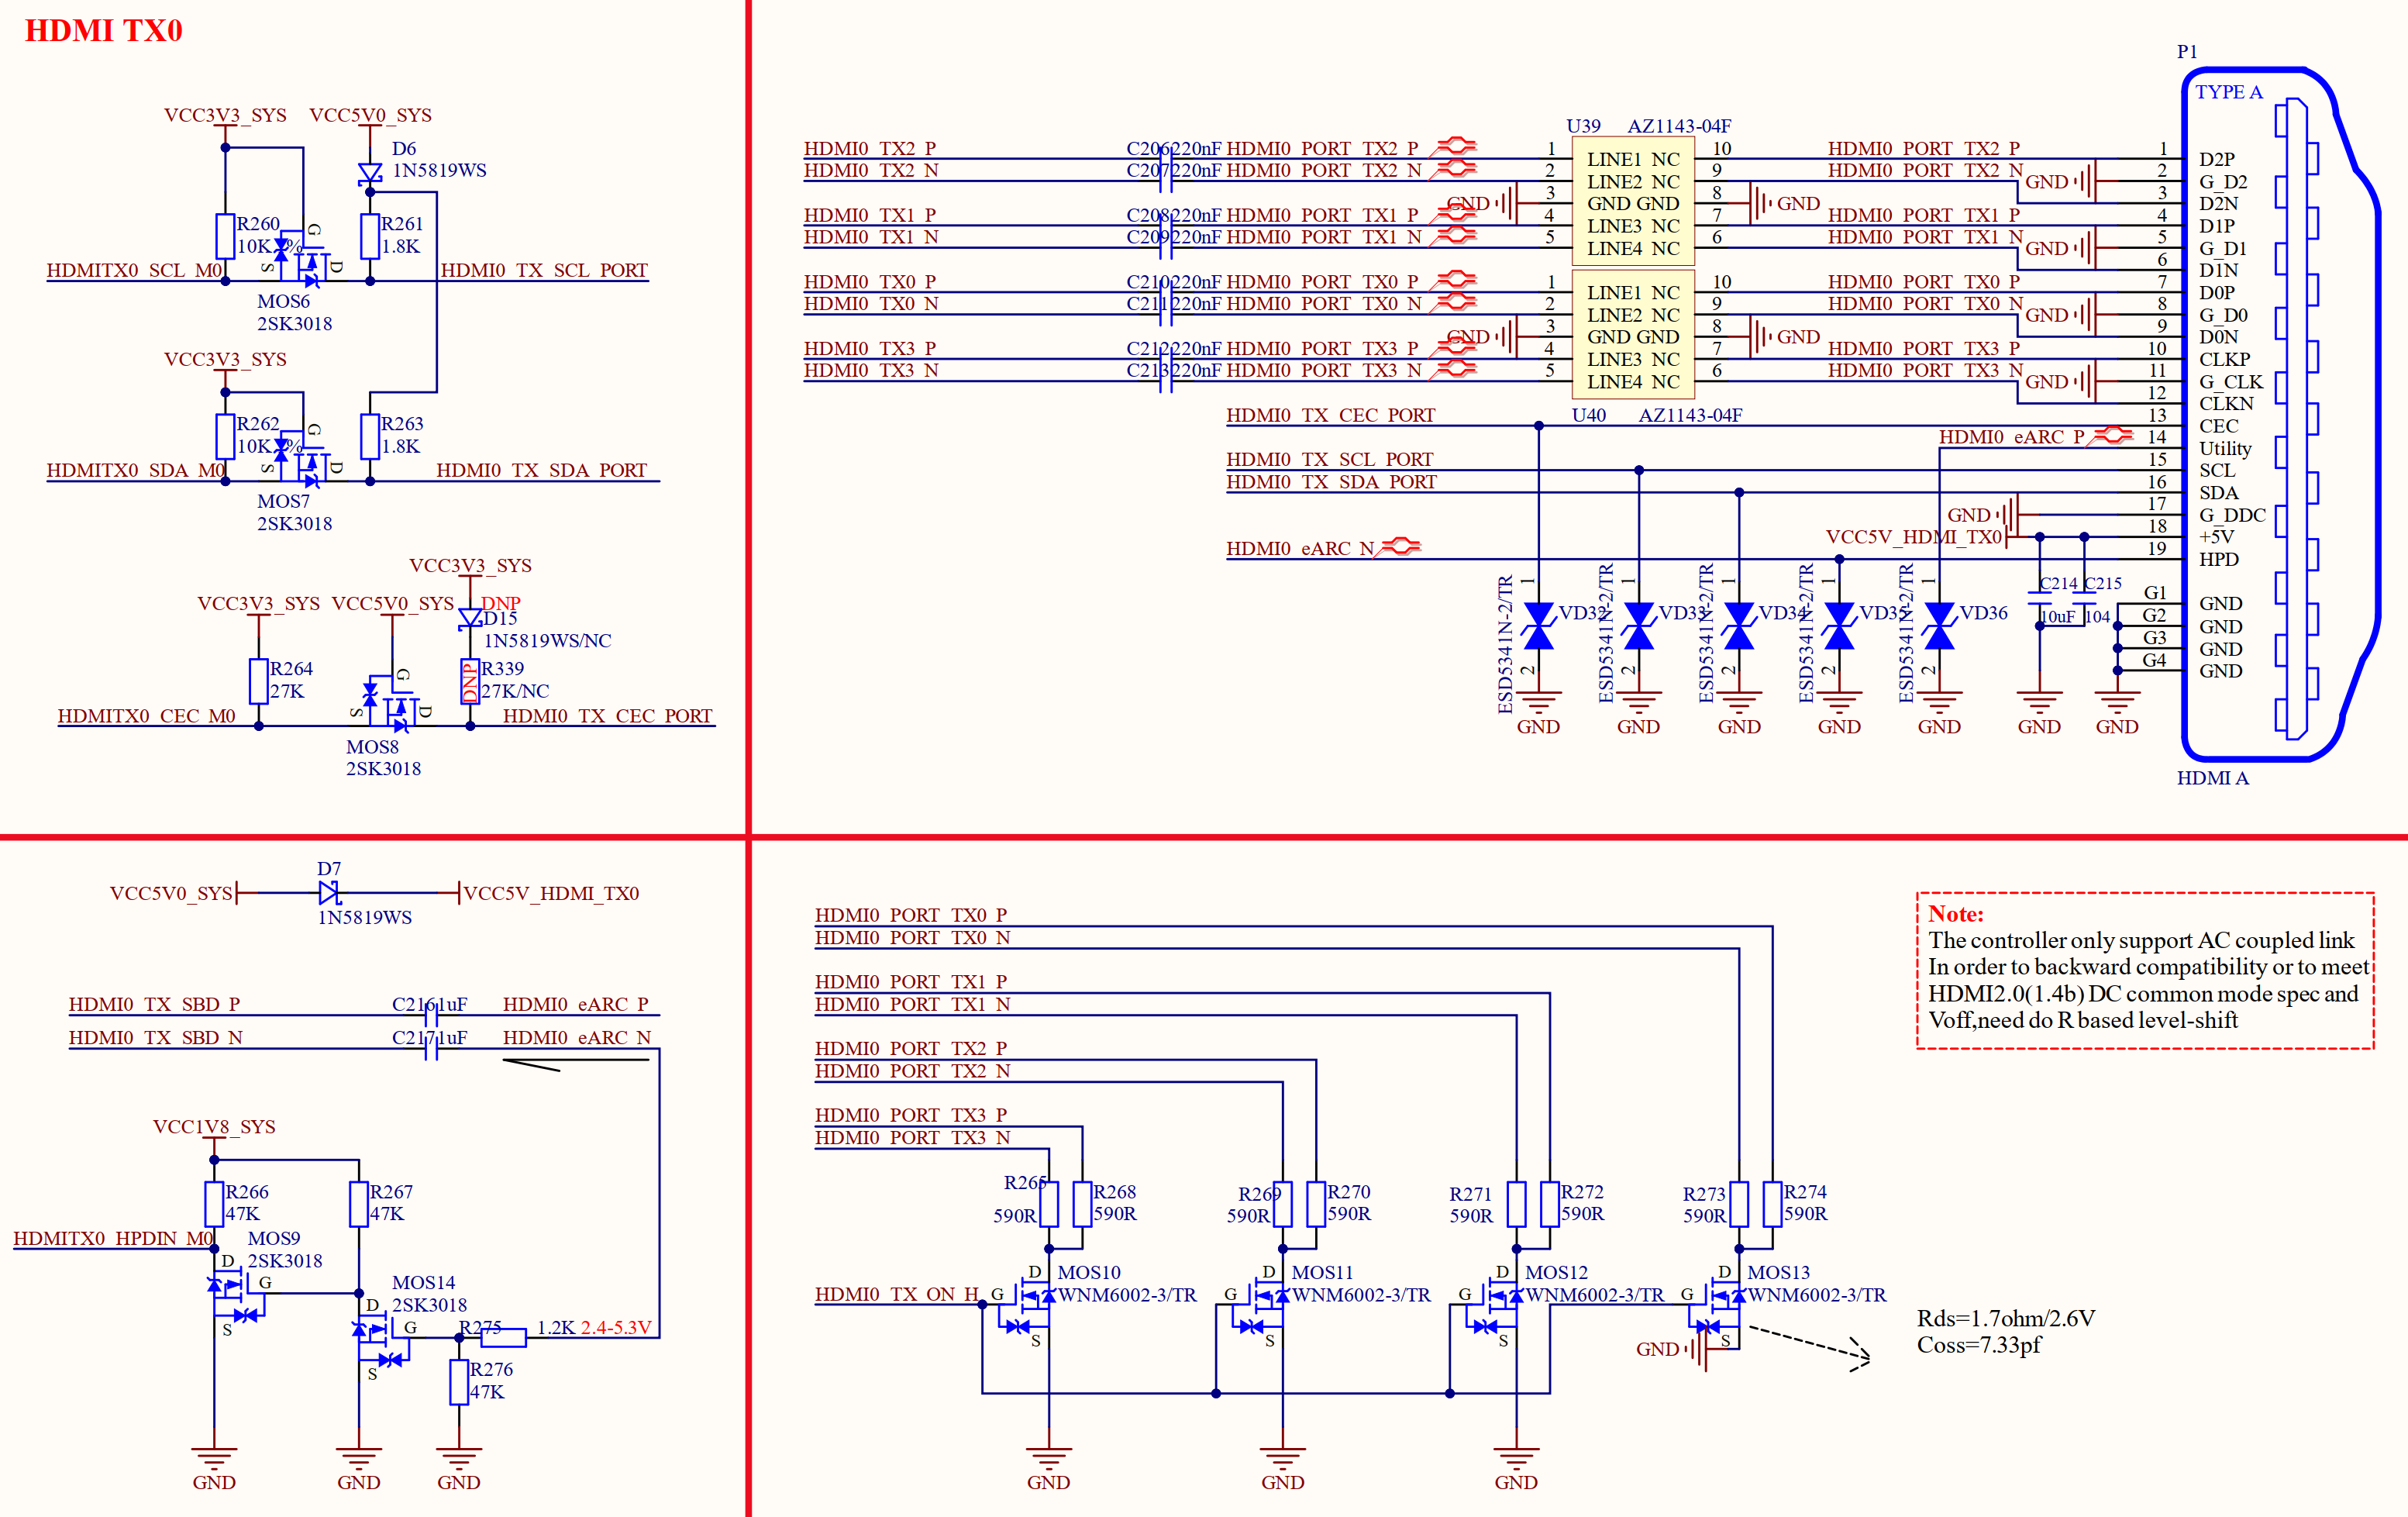 HDMI TX0
VCC3V3_SYS
VCC5V0_SYS
D6
1N5819WS
R260
10K
%
G
S
D
R261
1.8K
HDMITX0_SCL_M0
HDMI0_TX_SCL_PORT
MOS6
2SK3018
VCC3V3_SYS
R262
10K
%
G
S
D
R263
1.8K
HDMITX0_SDA_M0
HDMI0_TX_SDA_PORT
MOS7
2SK3018
VCC3V3_SYS
VCC3V3_SYS
VCC5V0_SYS
DNP
D15
1N5819WS/NC
R264
27K
G
S
D
DNP
R339
27K/NC
HDMITX0_CEC_M0
HDMI0_TX_CEC_PORT
MOS8
2SK3018
HDMI0_TX2_P
C206
220nF
HDMI0_PORT_TX2_P
HDMI0_TX2_N
C207
220nF
HDMI0_PORT_TX2_N
GND
HDMI0_TX1_P
C208
220nF
HDMI0_PORT_TX1_P
HDMI0_TX1_N
C209
220nF
HDMI0_PORT_TX1_N
HDMI0_TX0_P
C210
220nF
HDMI0_PORT_TX0_P
HDMI0_TX0_N
C211
220nF
HDMI0_PORT_TX0_N
GND
HDMI0_TX3_P
C212
220nF
HDMI0_PORT_TX3_P
HDMI0_TX3_N
C213
220nF
HDMI0_PORT_TX3_N
U39 AZ1143-04F
1 LINE1 NC 10
2 LINE2 NC 9
3 GND GND 8
4 LINE3 NC 7
5 LINE4 NC 6
GND
1 LINE1 NC 10
2 LINE2 NC 9
3 GND GND 8
4 LINE3 NC 7
5 LINE4 NC 6
GND
U40 AZ1143-04F
HDMI0_PORT_TX2_P
HDMI0_PORT_TX2_N
GND
HDMI0_PORT_TX1_P
HDMI0_PORT_TX1_N
GND
HDMI0_PORT_TX0_P
HDMI0_PORT_TX0_N
GND
HDMI0_PORT_TX3_P
HDMI0_PORT_TX3_N
GND
P1
TYPE A
1 D2P
2 G_D2
3 D2N
4 D1P
5 G_D1
6 D1N
7 D0P
8 G_D0
9 D0N
10 CLKP
11 G_CLK
12 CLKN
13 CEC
14 Utility
15 SCL
16 SDA
17 G_DDC
18 +5V
19 HPD
G1 GND
G2 GND
G3 GND
G4 GND
HDMI A
HDMI0_TX_CEC_PORT
HDMI0_eARC_P
HDMI0_TX_SCL_PORT
HDMI0_TX_SDA_PORT
GND
VCC5V_HDMI_TX0
HDMI0_eARC_N
ESD5341N-2/TR
1
2
VD32
ESD5341N-2/TR
1
2
VD33
ESD5341N-2/TR
1
2
VD34
ESD5341N-2/TR
1
2
VD35
ESD5341N-2/TR
1
2
VD36
C214
10uF
C215
104
GND
GND
GND
GND
GND
GND
GND
D7
VCC5V0_SYS
VCC5V_HDMI_TX0
1N5819WS
HDMI0_TX_SBD_P
C216
1uF
HDMI0_eARC_P
HDMI0_TX_SBD_N
C217
1uF
HDMI0_eARC_N
VCC1V8_SYS
R266
47K
R267
47K
HDMITX0_HPDIN_M0
MOS9
2SK3018
D
G
S
MOS14
2SK3018
D
G
S
R275
1.2K
2.4-5.3V
R276
47K
GND
GND
GND
HDMI0_PORT_TX0_P
HDMI0_PORT_TX0_N
HDMI0_PORT_TX1_P
HDMI0_PORT_TX1_N
HDMI0_PORT_TX2_P
HDMI0_PORT_TX2_N
HDMI0_PORT_TX3_P
HDMI0_PORT_TX3_N
R265
590R
R268
590R
R269
590R
R270
590R
R271
590R
R272
590R
R273
590R
R274
590R
HDMI0_TX_ON_H
G
D
S
MOS10
WNM6002-3/TR
G
D
S
MOS11
WNM6002-3/TR
G
D
S
MOS12
WNM6002-3/TR
G
D
S
MOS13
WNM6002-3/TR
GND
GND
GND
GND
Note:
The controller only support AC coupled link
In order to backward compatibility or to meet
HDMI2.0(1.4b) DC common mode spec and
Voff,need do R based level-shift
Rds=1.7ohm/2.6V
Coss=7.33pf